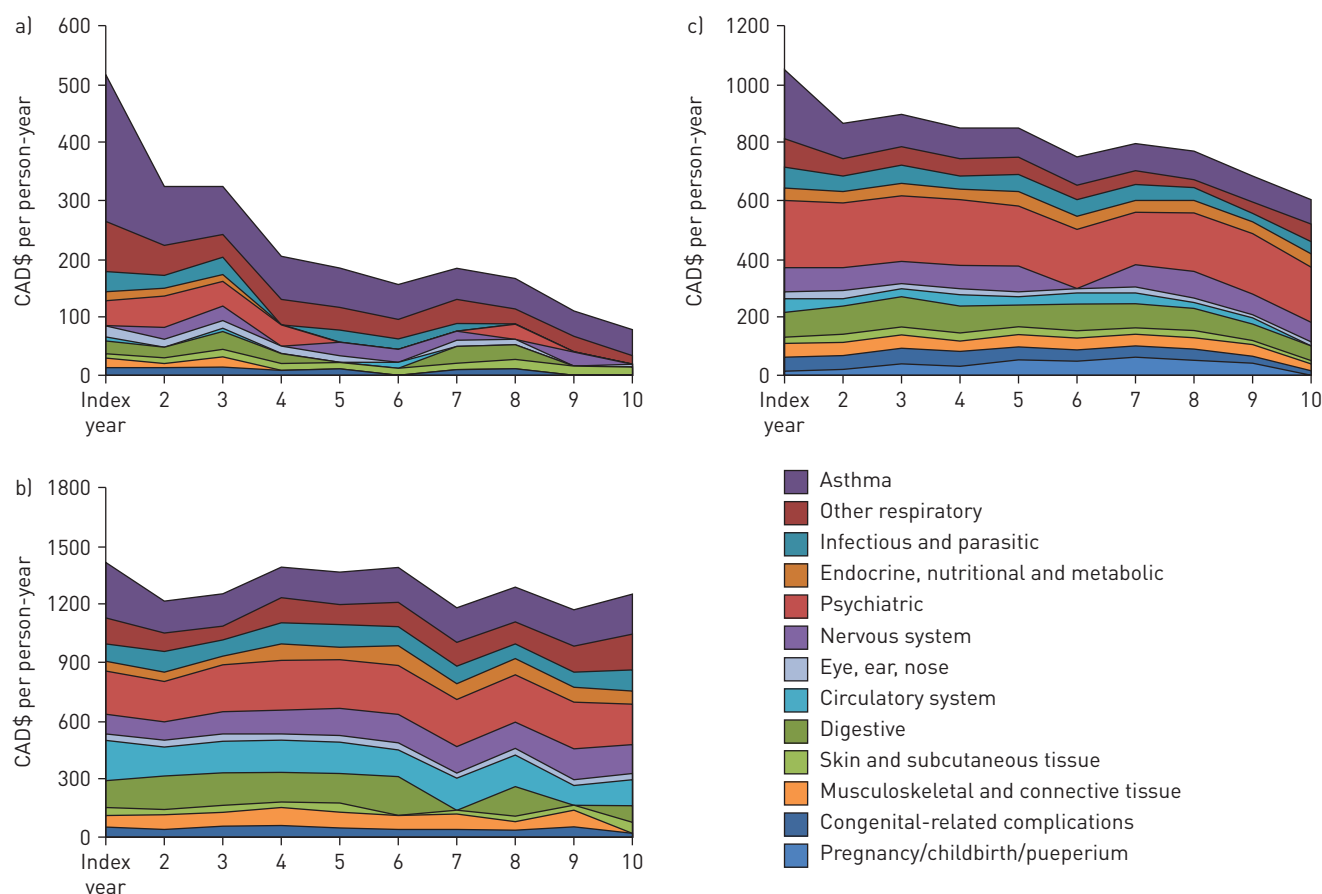 a)
600
500
400
300
200
100
0
CAD$ per person-year
Index
year
2 3 4 5 6 7 8 9 10
c)
1200
1000
800
600
400
200
0
CAD$ per person-year
Index
year
2 3 4 5 6 7 8 9 10
b)
1800
1500
1200
900
600
300
0
CAD$ per person-year
Index
year
2 3 4 5 6 7 8 9 10
Asthma
Other respiratory
Infectious and parasitic
Endocrine, nutritional and metabolic
Psychiatric
Nervous system
Eye, ear, nose
Circulatory system
Digestive
Skin and subcutaneous tissue
Musculoskeletal and connective tissue
Congenital-related complications
Pregnancy/childbirth/pueperium